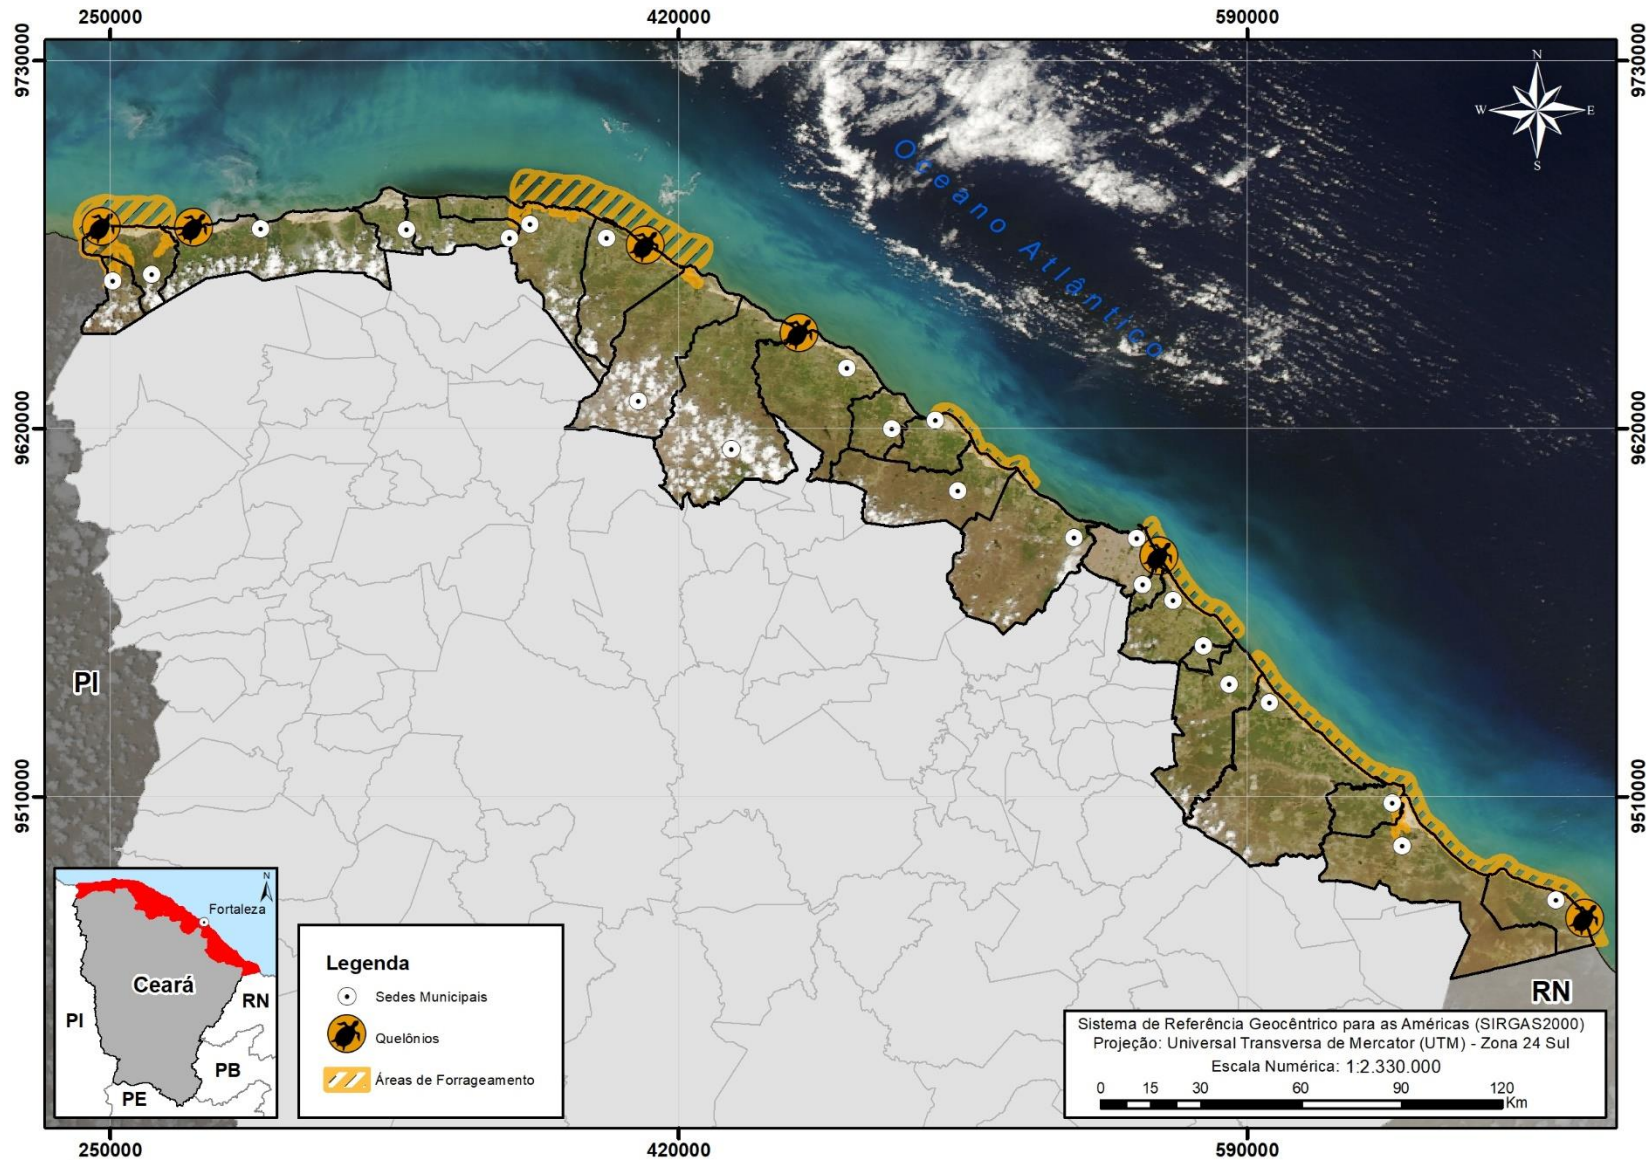 250000
420000
590000
9730000
9730000
N
W
E
S
Oceano Atlântico
9620000
9620000
PI
9510000
9510000
N
Fortaleza
Ceará
PI
RN
PB
PE
Legenda
Sedes Municipais
Quelônios
Áreas de Forrageamento
RN
Sistema de Referência Geocêntrico para as Américas (SIRGAS2000)
Projeção: Universal Transversa de Mercator (UTM) - Zona 24 Sul
Escala Numérica: 1:2.330.000
0 15 30 60 90 120
Km
250000
420000
590000